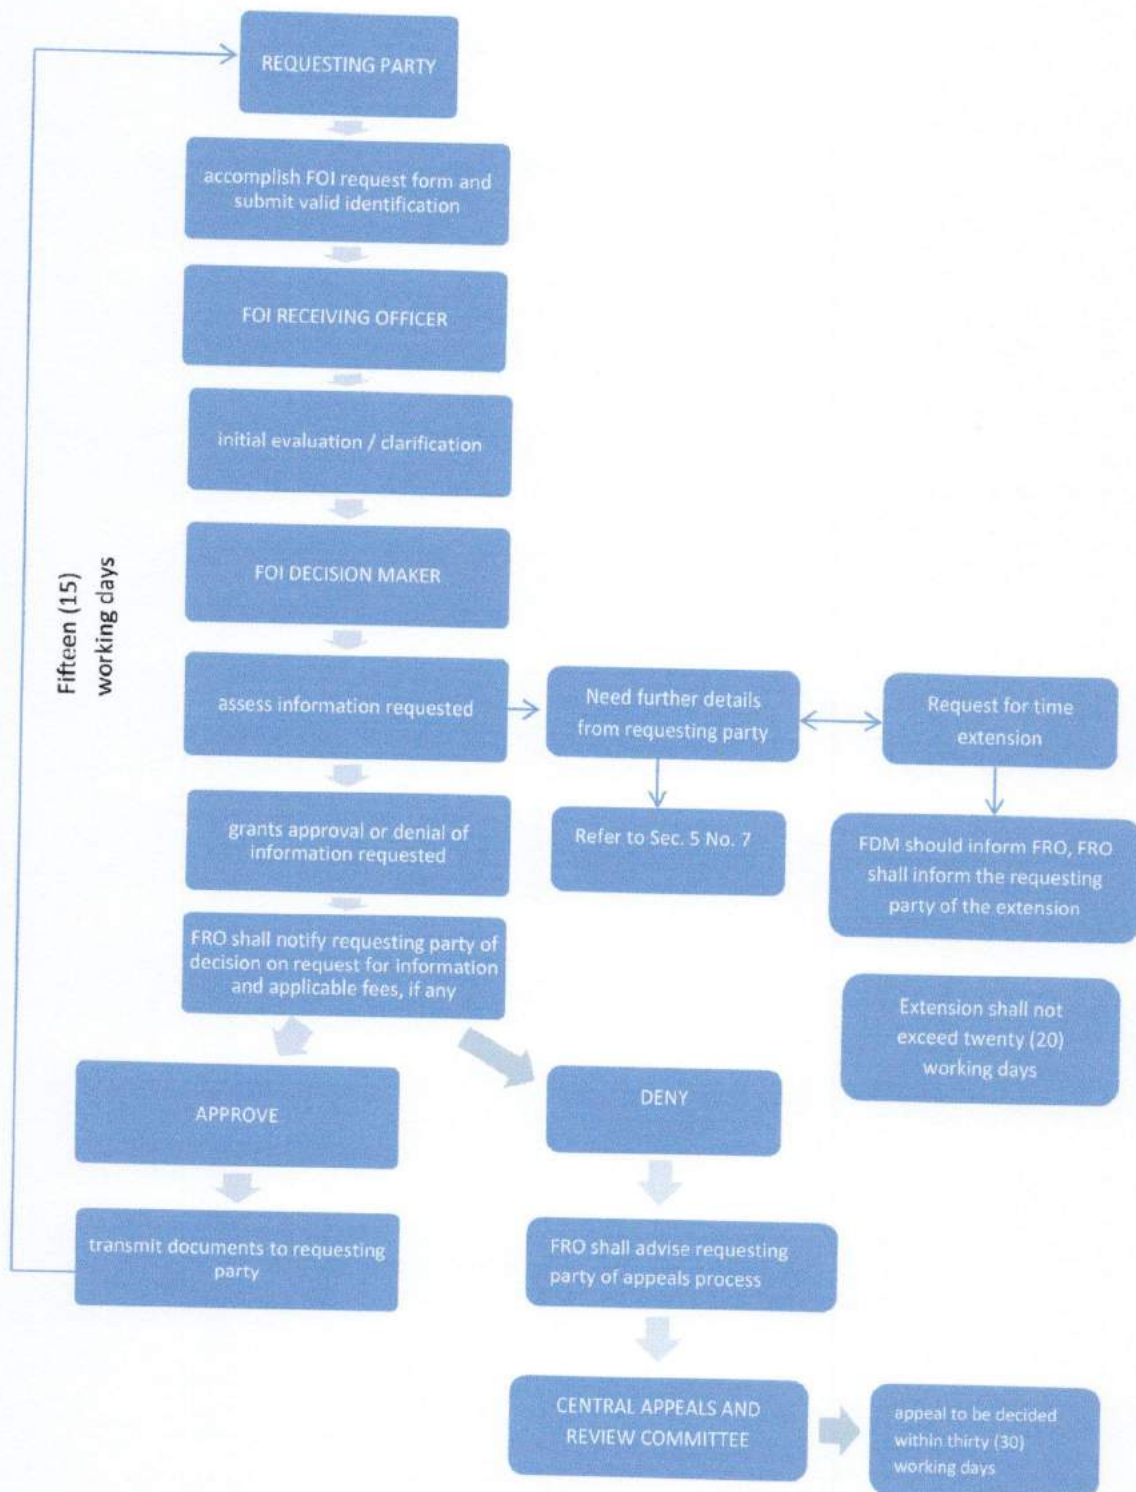 REQUESTING PARTY
accomplish FOI request form and
submit valid identification
FOI RECEIVING OFFICER
initial evaluation / clarification
FOI DECISION MAKER
Fifteen (15)
working days
assess information requested
Need further details
from requesting party
Request for time
extension
grants approval or denial of
information requested
Refer to Sec. 5 No. 7
FDM should inform FRO, FRO
shall inform the requesting
party of the extension
FRO shall notify requesting party of
decision on request for information
and applicable fees, if any
Extension shall not
exceed twenty (20)
working days
APPROVE
DENY
transmit documents to requesting
party
FRO shall advise requesting
party of appeals process
CENTRAL APPEALS AND
REVIEW COMMITTEE
appeal to be decided
within thirty (30)
working days